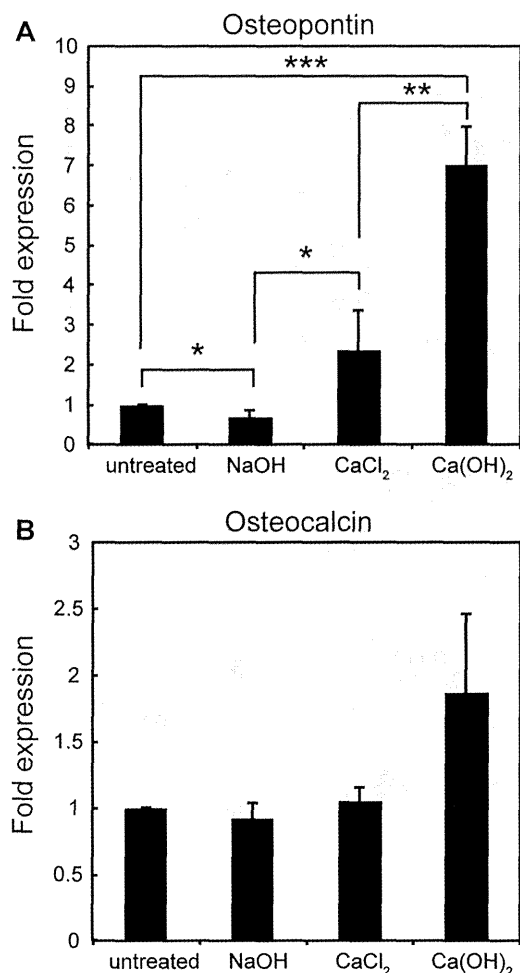 A
Osteopontin
Fold expression
10
9
8
7
6
5
4
3
2
1
0
***
**
*
*
untreated NaOH CaCl₂ Ca(OH)₂
B
Osteocalcin
Fold expression
3
2.5
2
1.5
1
0.5
0
untreated NaOH CaCl₂ Ca(OH)₂